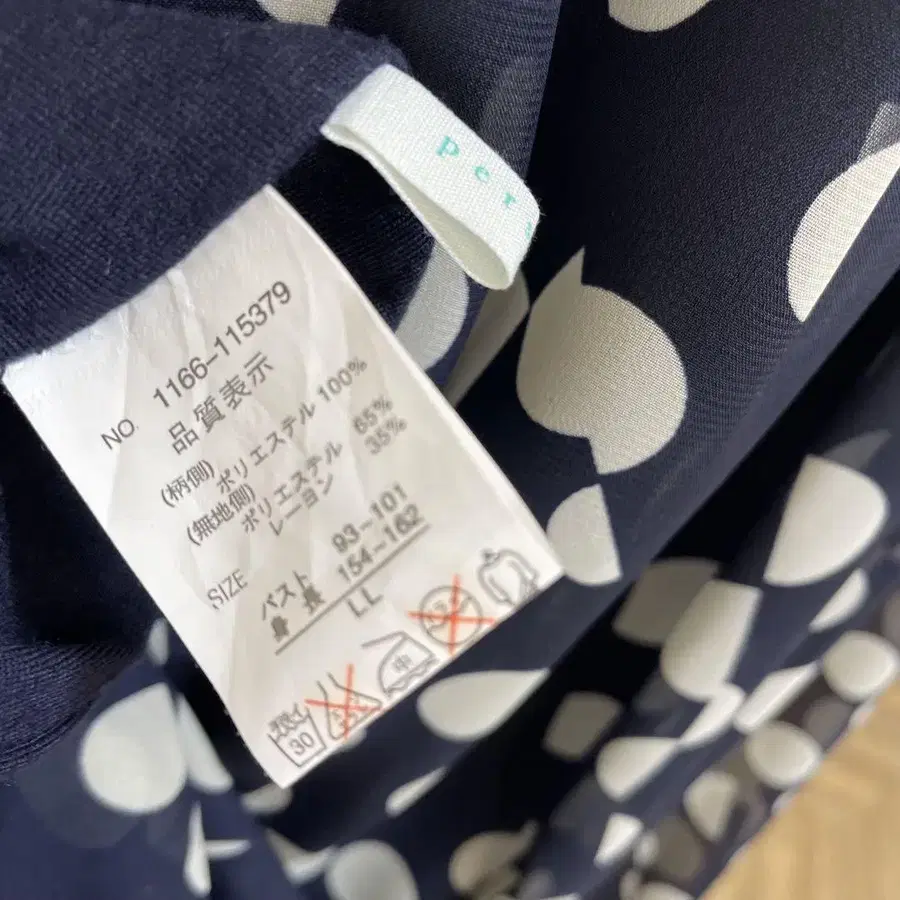 per
NO. 1166-115379
品質表示
(柄側) ポリエステル 100%
(無地側)
ポリエステル 65%
レーヨン 35%
SIZE
バスト 93~101
身長 154~162
LL
30
中